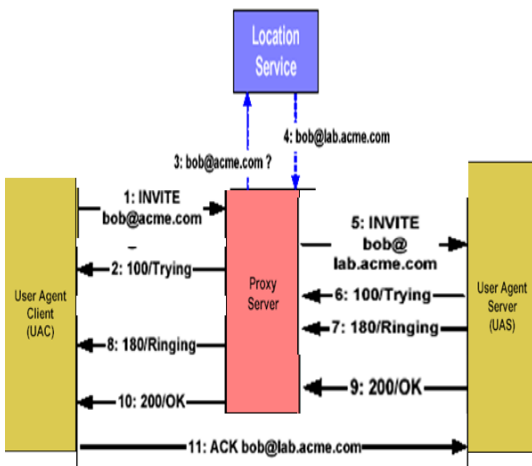 Location
Service
4: bob@lab.acme.com
3: bob@acme.com ?
1: INVITE
bob@acme.com
5: INVITE
bob@
lab.acme.com
2: 100/Trying
User Agent
Client
(UAC)
Proxy
Server
6: 100/Trying
User Agent
Server
(UAS)
7: 180/Ringing
8: 180/Ringing
9: 200/OK
10: 200/OK
11: ACK bob@lab.acme.com